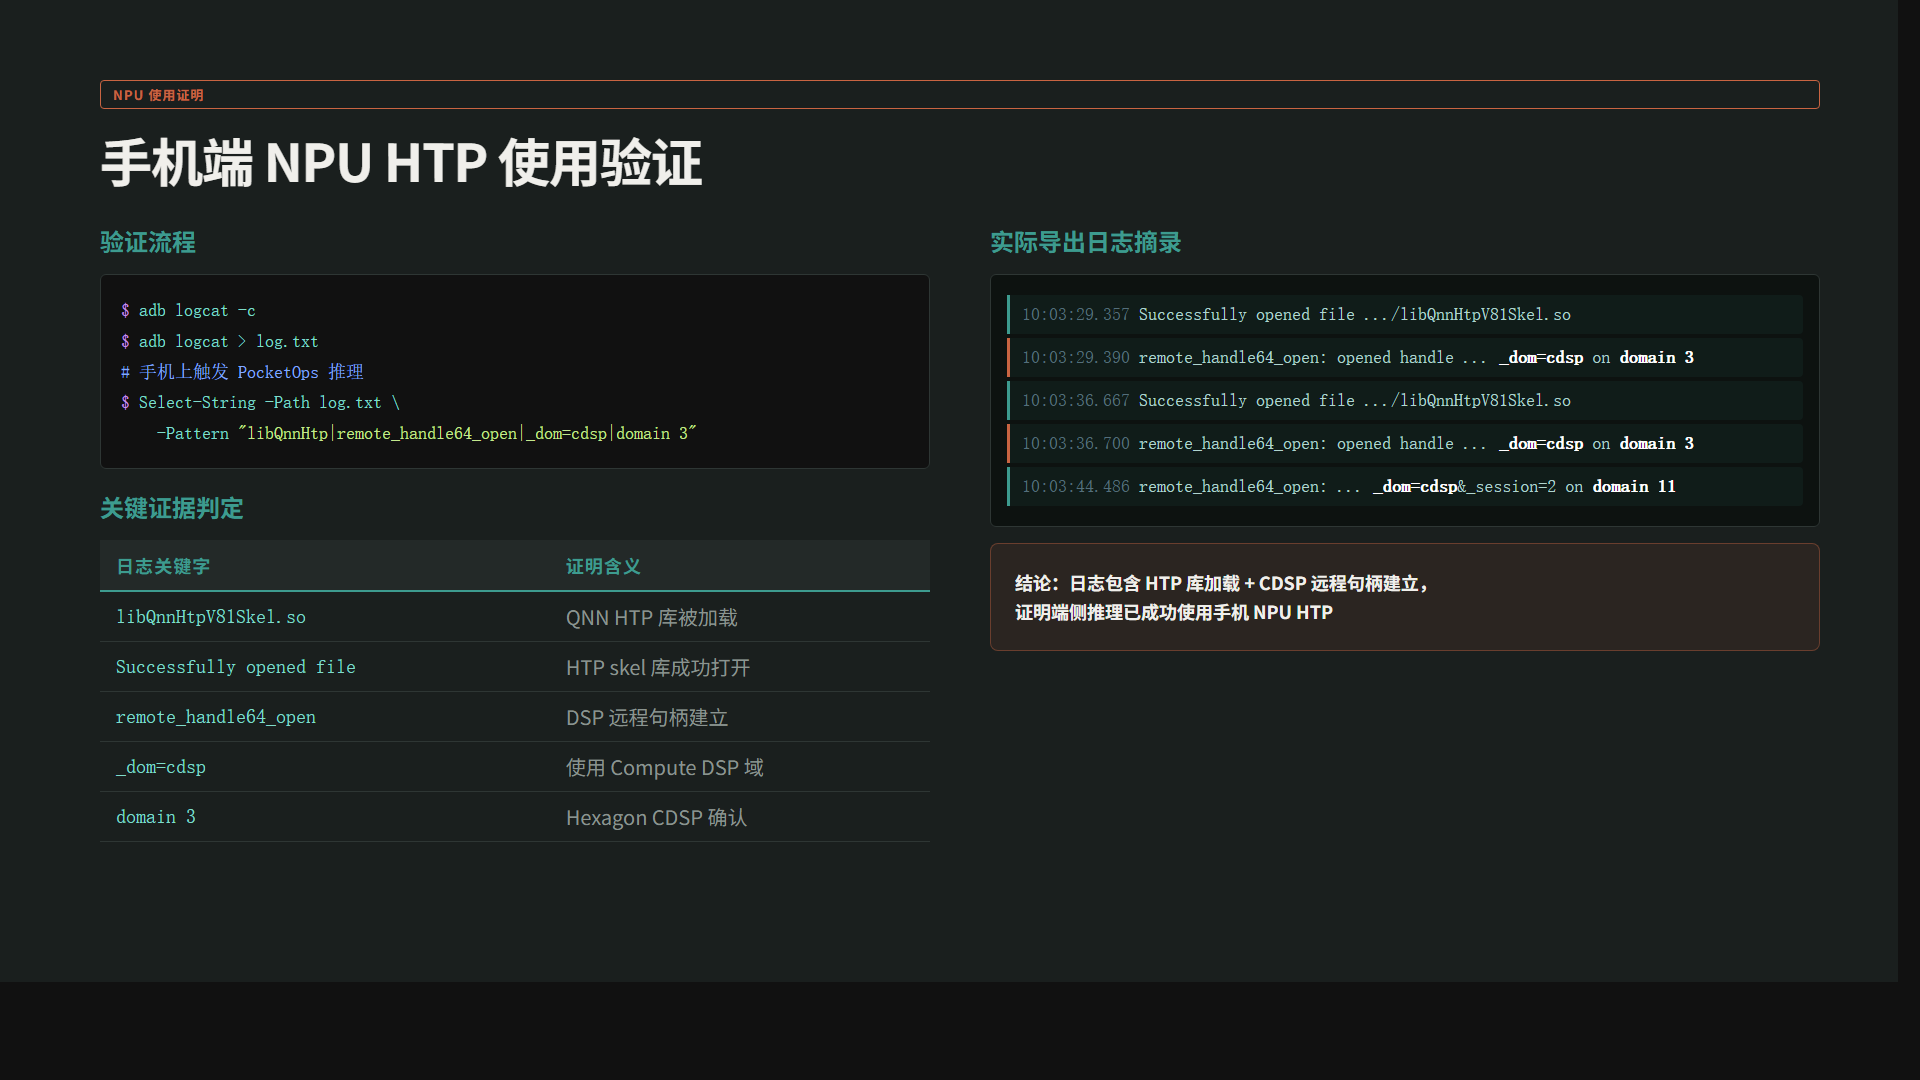 NPU 使用证明
手机端 NPU HTP 使用验证
验证流程
$ adb logcat -c
$ adb logcat > log.txt
# 手机上触发 PocketOps 推理
$ Select-String -Path log.txt \
-Pattern "libQnnHtp|remote_handle64_open|_dom=cdsp|domain 3"
关键证据判定
日志关键字 证明含义
libQnnHtpV81Skel.so QNN HTP 库被加载
Successfully opened file HTP skel 库成功打开
remote_handle64_open DSP 远程句柄建立
_dom=cdsp 使用 Compute DSP 域
domain 3 Hexagon CDSP 确认
实际导出日志摘录
10:03:29.357 Successfully opened file .../libQnnHtpV81Skel.so
10:03:29.390 remote_handle64_open: opened handle ... _dom=cdsp on domain 3
10:03:36.667 Successfully opened file .../libQnnHtpV81Skel.so
10:03:36.700 remote_handle64_open: opened handle ... _dom=cdsp on domain 3
10:03:44.486 remote_handle64_open: ... _dom=cdsp&_session=2 on domain 11
结论：日志包含 HTP 库加载 + CDSP 远程句柄建立，
证明端侧推理已成功使用手机 NPU HTP